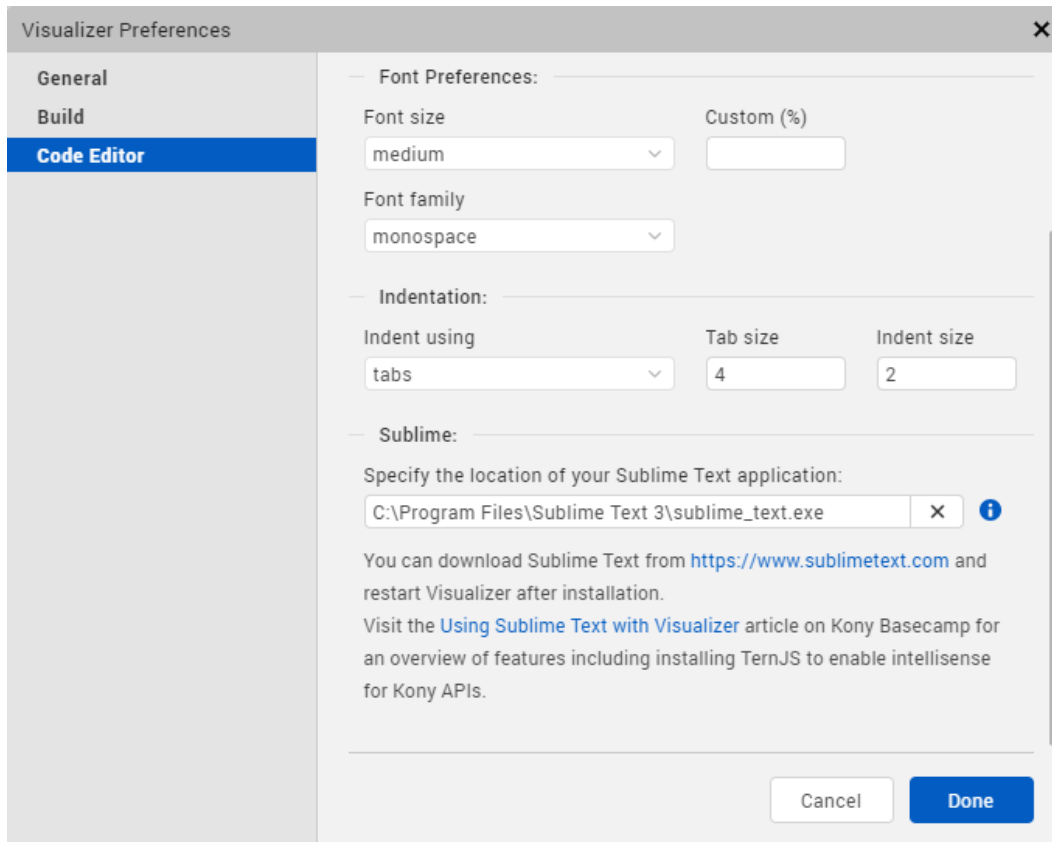 Visualizer Preferences
General
Build
Code Editor
Font Preferences:
Font size
Custom (%)
medium
Font family
monospace
Indentation:
Indent using
Tab size
Indent size
tabs
4
2
Sublime:
Specify the location of your Sublime Text application:
C:\Program Files\Sublime Text 3\sublime_text.exe
You can download Sublime Text from https://www.sublimetext.com and
restart Visualizer after installation.
Visit the Using Sublime Text with Visualizer article on Kony Basecamp for
an overview of features including installing TernJS to enable intellisense
for Kony APIs.
Cancel
Done